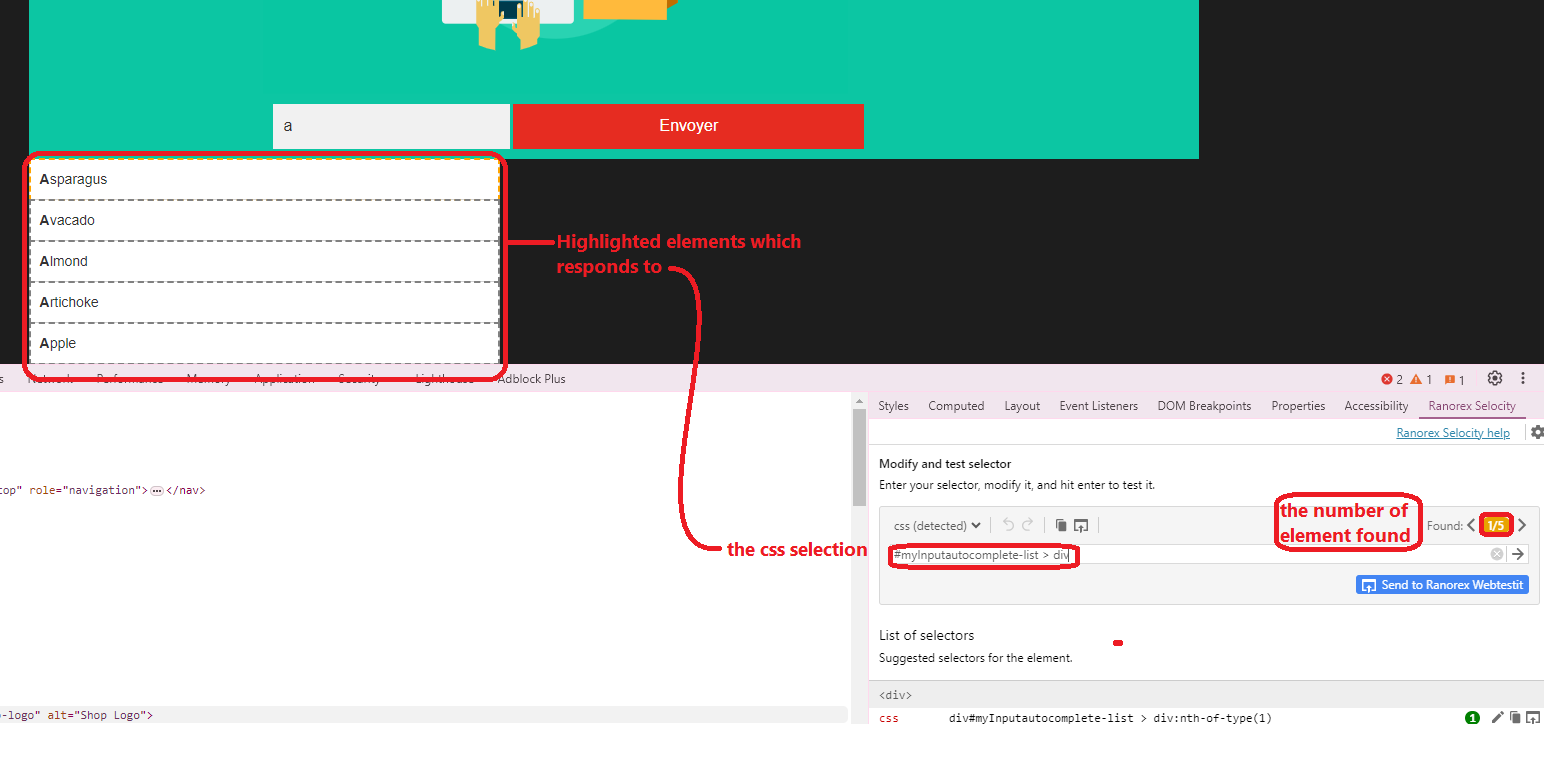 a
Envoyer
Asparagus
Avacado
Almond
Artichoke
Apple
Highlighted elements which
responds to
the css selection
s Network Performance Memory Application Security Lighthouse Adblock Plus
2 1 1
Styles Computed Layout Event Listeners DOM Breakpoints Properties Accessibility Ranorex Selocity
Ranorex Selocity help
Modify and test selector
Enter your selector, modify it, and hit enter to test it.
top" role="navigation"> </nav>
the number of
element found
css (detected) Found: 1/5
#myInputautocomplete-list > div
Send to Ranorex Webtestit
List of selectors
Suggested selectors for the element.
<div>
-logo" alt="Shop Logo">
css div#myInputautocomplete-list > div:nth-of-type(1) 1